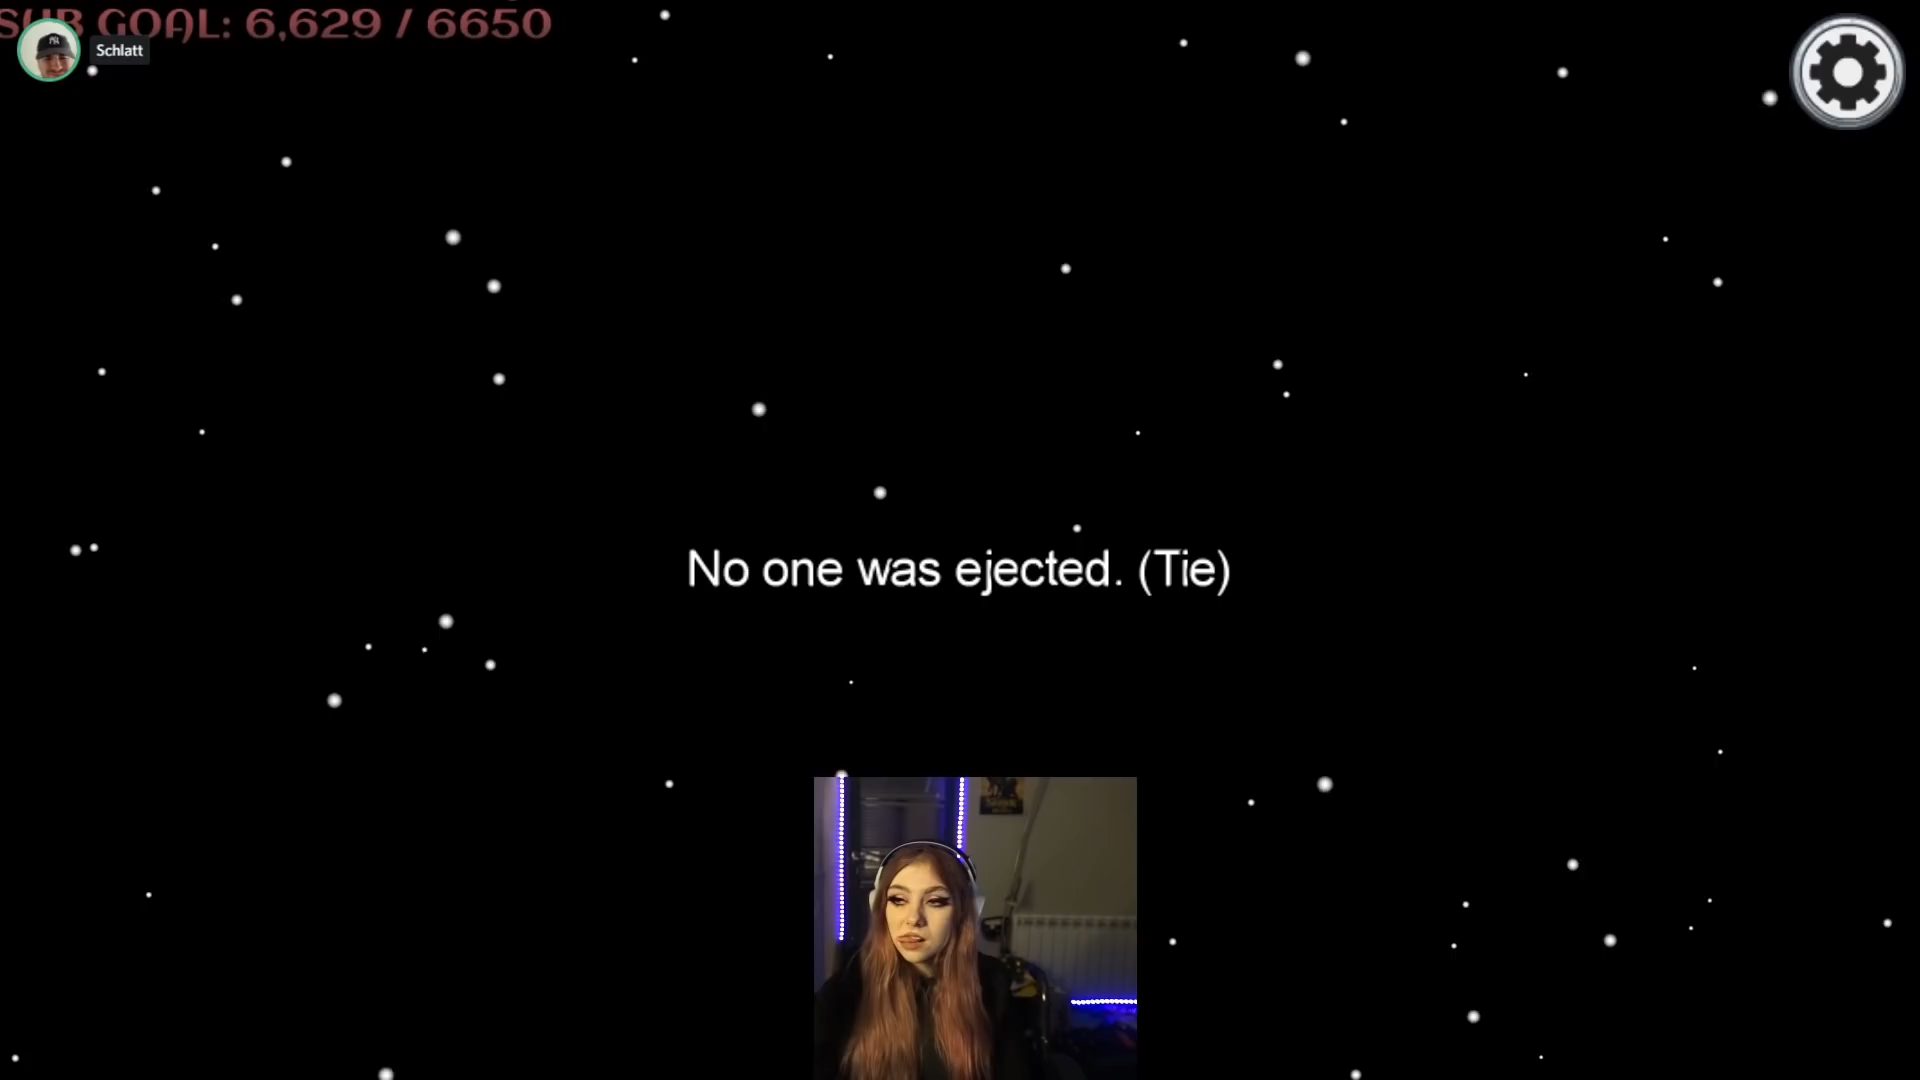 SUB GOAL: 6,629 / 6650
Schlatt
No one was ejected. (Tie)